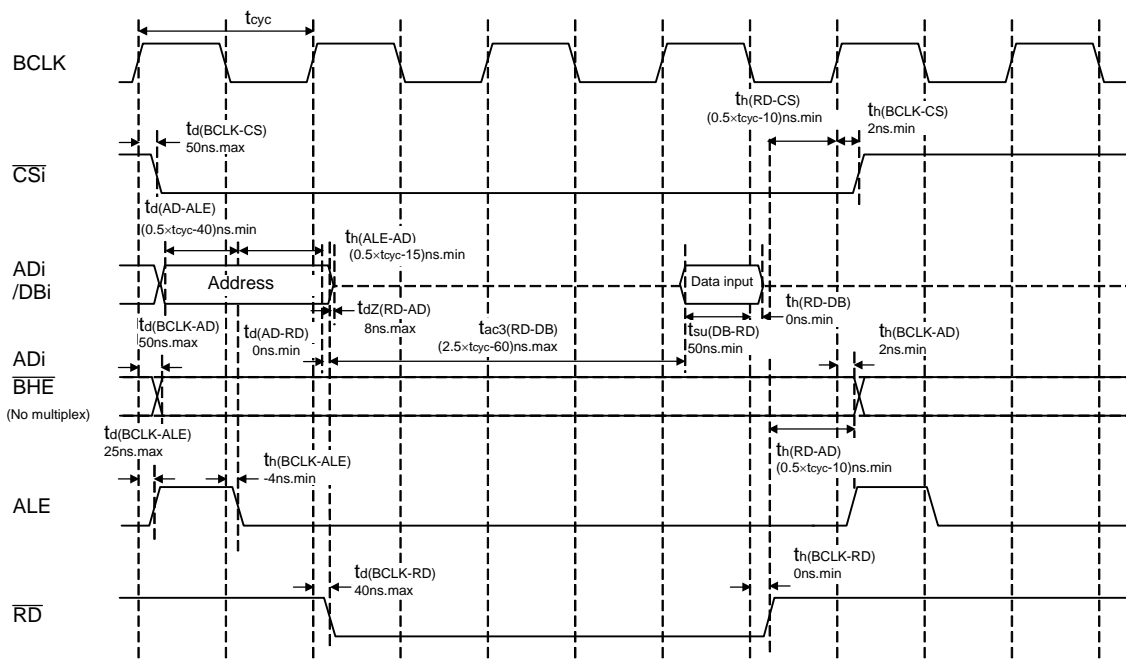 tcyc
BCLK
th(RD-CS)
(0.5×tcyc-10)ns.min
th(BCLK-CS)
2ns.min
td(BCLK-CS)
50ns.max
CSi
td(AD-ALE)
(0.5×tcyc-40)ns.min
th(ALE-AD)
(0.5×tcyc-15)ns.min
ADi
/DBi
Address
Data input
td(BCLK-AD)
50ns.max
td(AD-RD)
0ns.min
tdZ(RD-AD)
8ns.max
tac3(RD-DB)
(2.5×tcyc-60)ns.max
tsu(DB-RD)
50ns.min
th(RD-DB)
0ns.min
th(BCLK-AD)
2ns.min
ADi
BHE
(No multiplex)
td(BCLK-ALE)
25ns.max
th(BCLK-ALE)
-4ns.min
th(RD-AD)
(0.5×tcyc-10)ns.min
ALE
td(BCLK-RD)
40ns.max
th(BCLK-RD)
0ns.min
RD